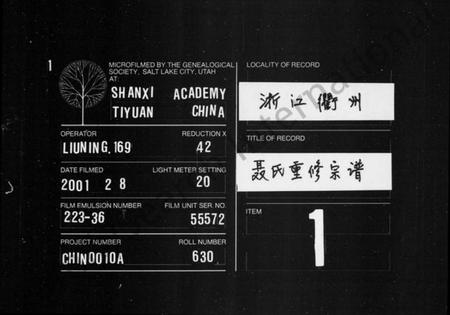 1
MICROFILMED BY THE GENEALOGICAL
SOCIETY, SALT LAKE CITY, UTAH
AT:
SHANXI ACADEMY
TIYUAN CHINA
OPERATOR REDUCTION X
LIUNING,169 42
DATE FILMED LIGHT METER SETTING
2001 2 8 20
FILM EMULSION NUMBER FILM UNIT SER. NO.
223-36 55572
PROJECT NUMBER ROLL NUMBER
CHIN0010A 630
LOCALITY OF RECORD
浙江衢州
TITLE OF RECORD
聂氏重修宗谱
ITEM
1